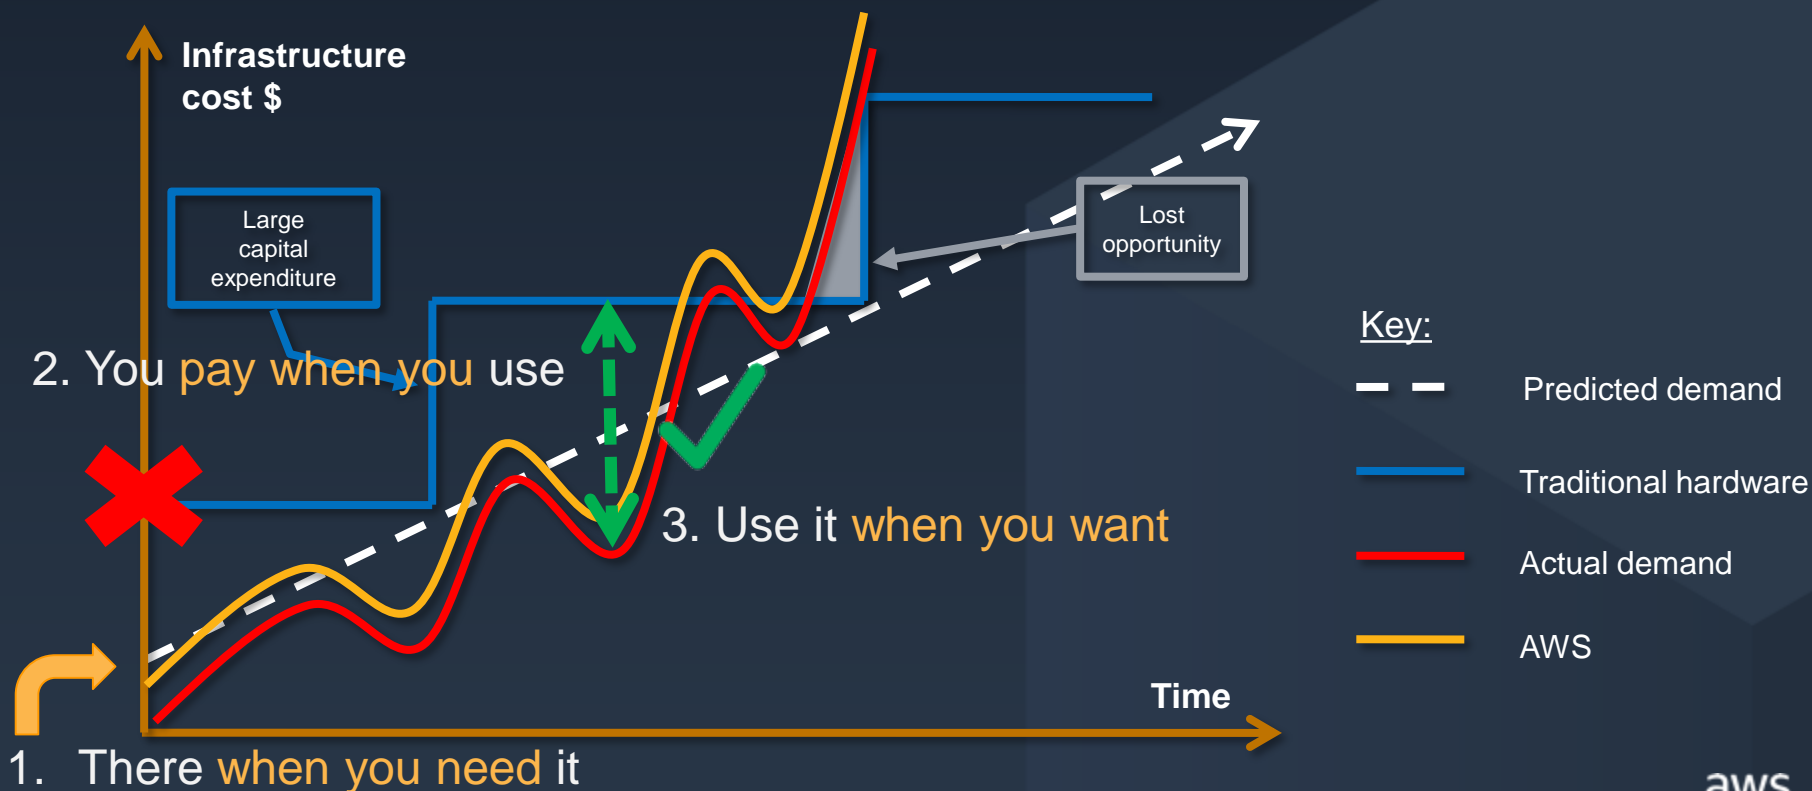 Infrastructure
cost $
Large
capital
expenditure
Lost
opportunity
2. You pay when you use
3. Use it when you want
Time
1. There when you need it
Key:
Predicted demand
Traditional hardware
Actual demand
AWS
aws